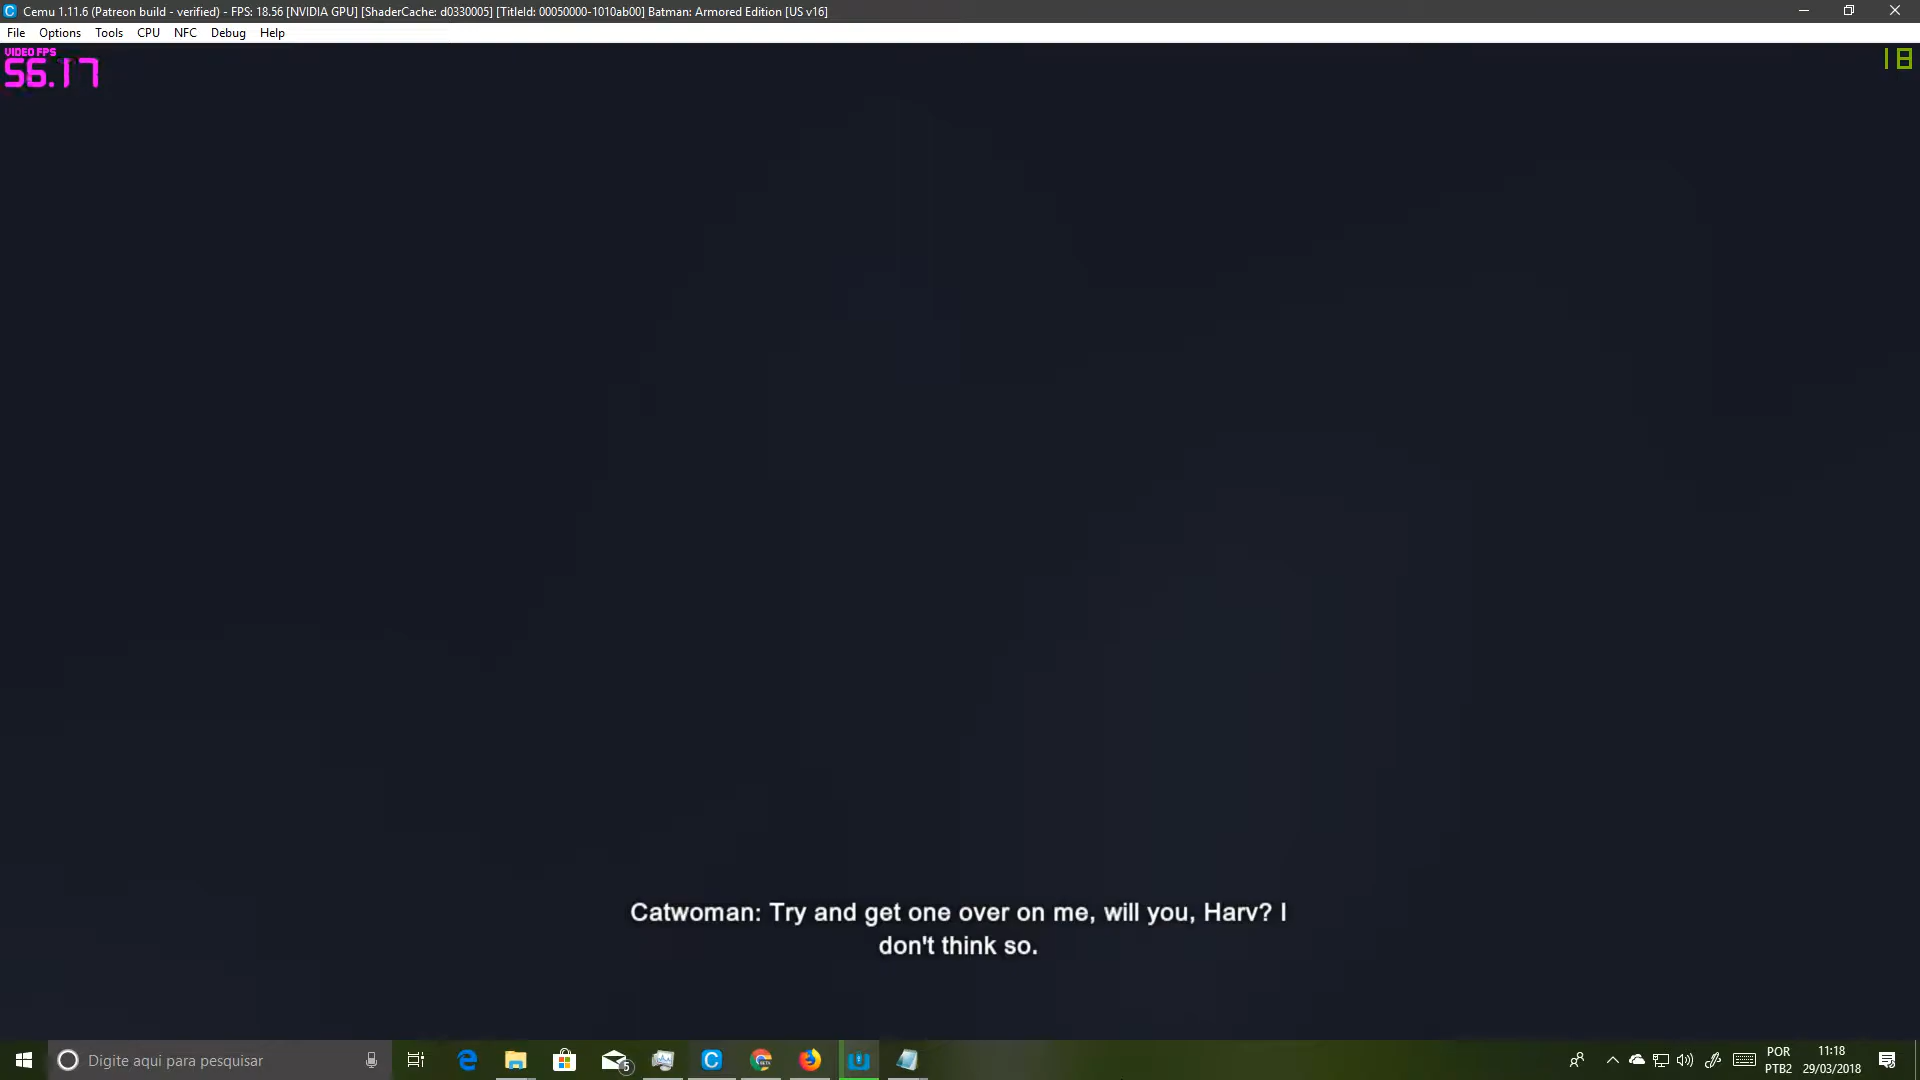 Cemu 1.11.6 (Patreon build - verified) - FPS: 18.56 [NVIDIA GPU] [ShaderCache: d0330005] [TitleId: 00050000-1010ab00] Batman: Armored Edition [US v16]
File Options Tools CPU NFC Debug Help
VIDEO FPS
56.17
18
Catwoman: Try and get one over on me, will you, Harv? I
don't think so.
Digite aqui para pesquisar
5
BETA
POR
PTB2
11:18
29/03/2018